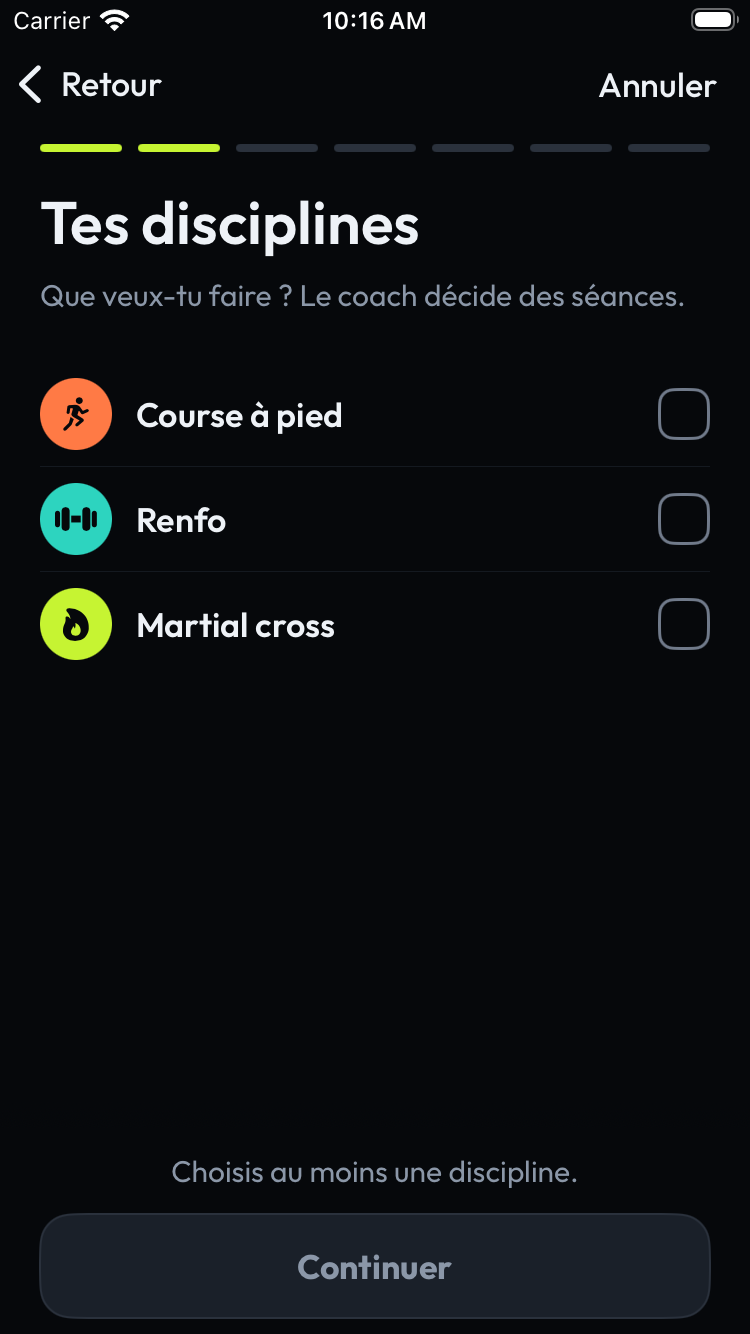 Carrier 10:16 AM
Retour Annuler
Tes disciplines
Que veux-tu faire ? Le coach décide des séances.
Course à pied
Renfo
Martial cross
Choisis au moins une discipline.
Continuer